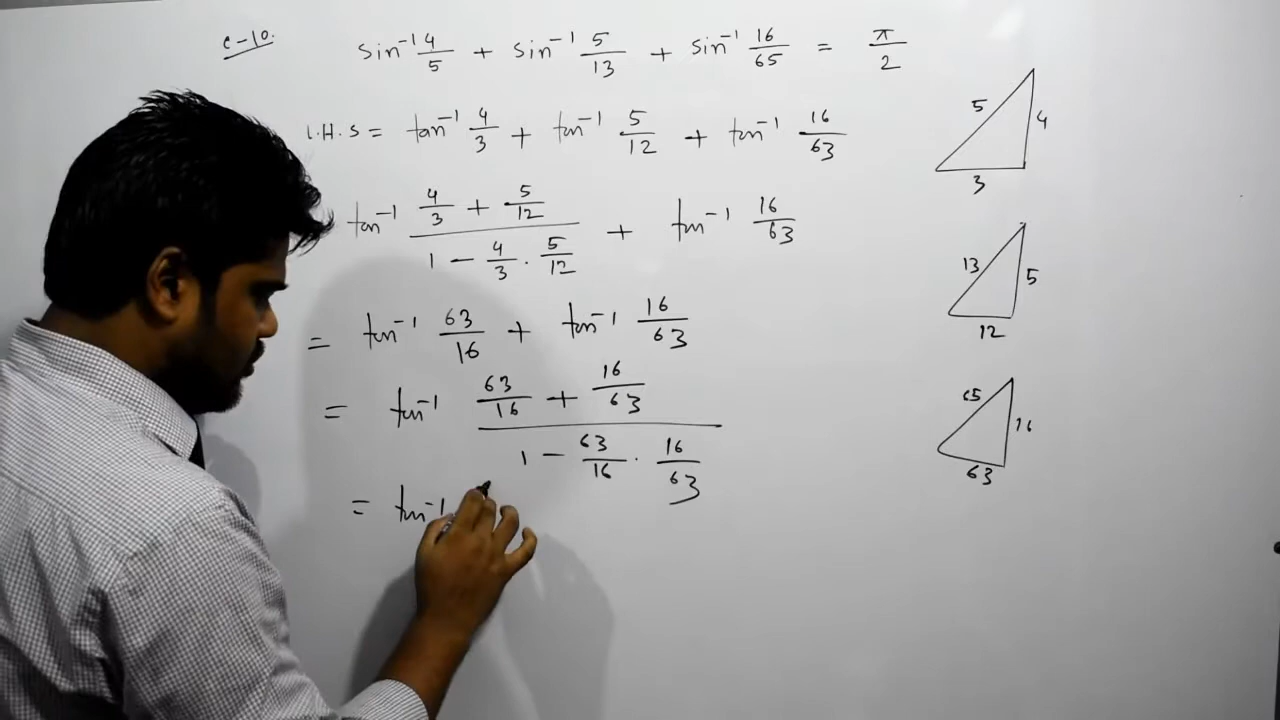 e-10.
sin⁻¹ 4/5 + sin⁻¹ 5/13 + sin⁻¹ 16/65 = π/2
L.H.S = tan⁻¹ 4/3 + tan⁻¹ 5/12 + tan⁻¹ 16/63
tan⁻¹ (4/3 + 5/12)/(1 - 4/3 · 5/12) + tan⁻¹ 16/63
= tan⁻¹ 63/16 + tan⁻¹ 16/63
= tan⁻¹ (63/16 + 16/63)/(1 - 63/16 · 16/63)
= tan⁻¹
5
4
3
13
5
12
65
16
63